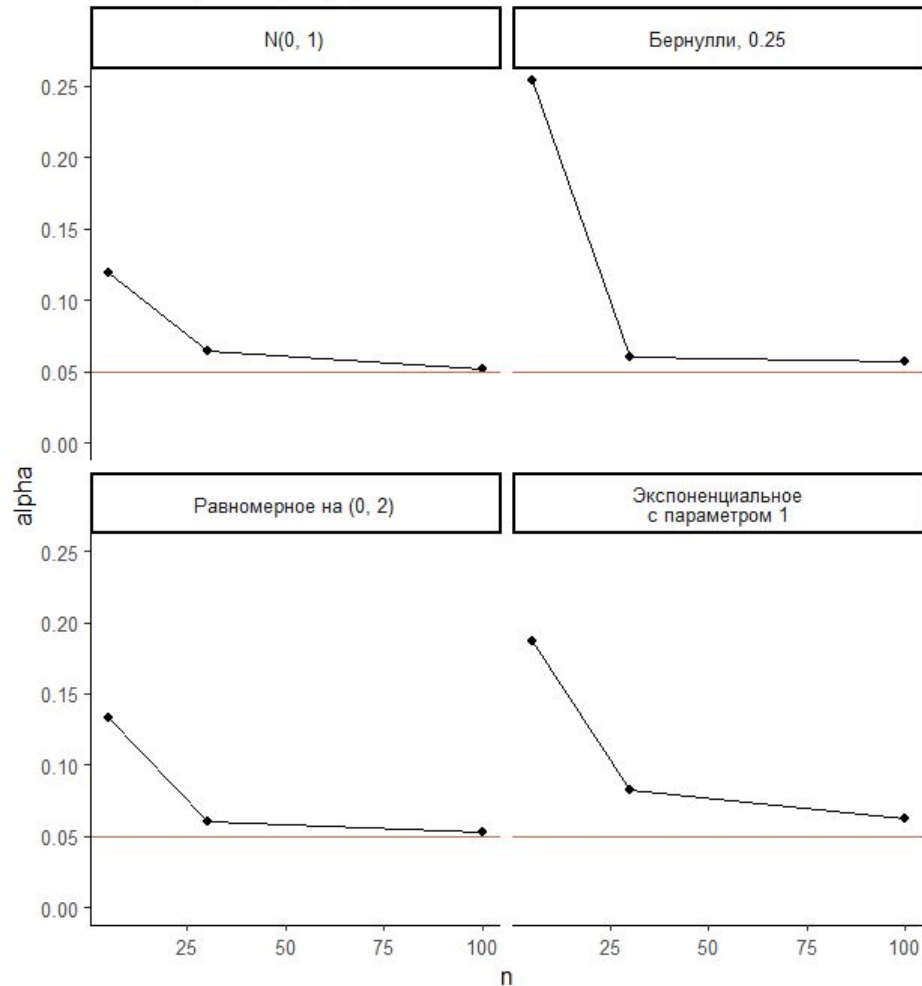 N(0, 1)
Бернулли, 0.25
0.25
0.20
0.15
0.10
0.05
0.00
Равномерное на (0, 2)
Экспоненциальное
с параметром 1
0.25
0.20
0.15
0.10
0.05
0.00
alpha
25
50
75
100
25
50
75
100
n